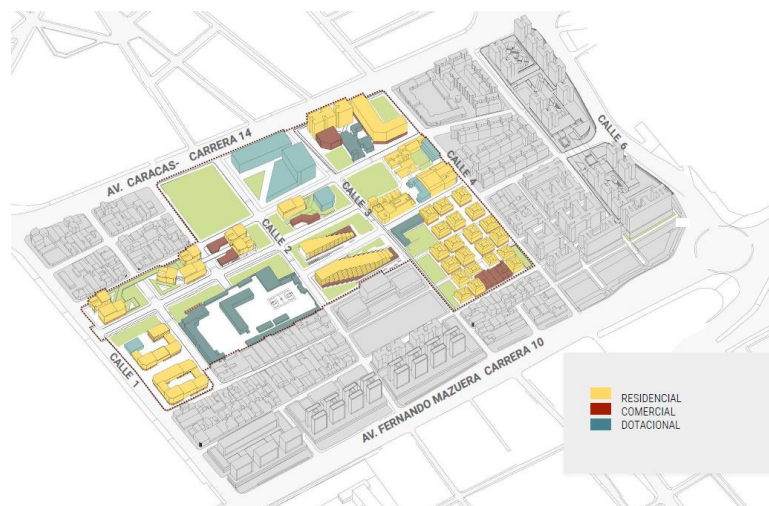 AV. CARACAS- CARRERA 14
CALLE 6
CALLE 4
CALLE 3
CALLE 2
CALLE 1
AV. FERNANDO MAZUERA CARRERA 10
RESIDENCIAL
COMERCIAL
DOTACIONAL